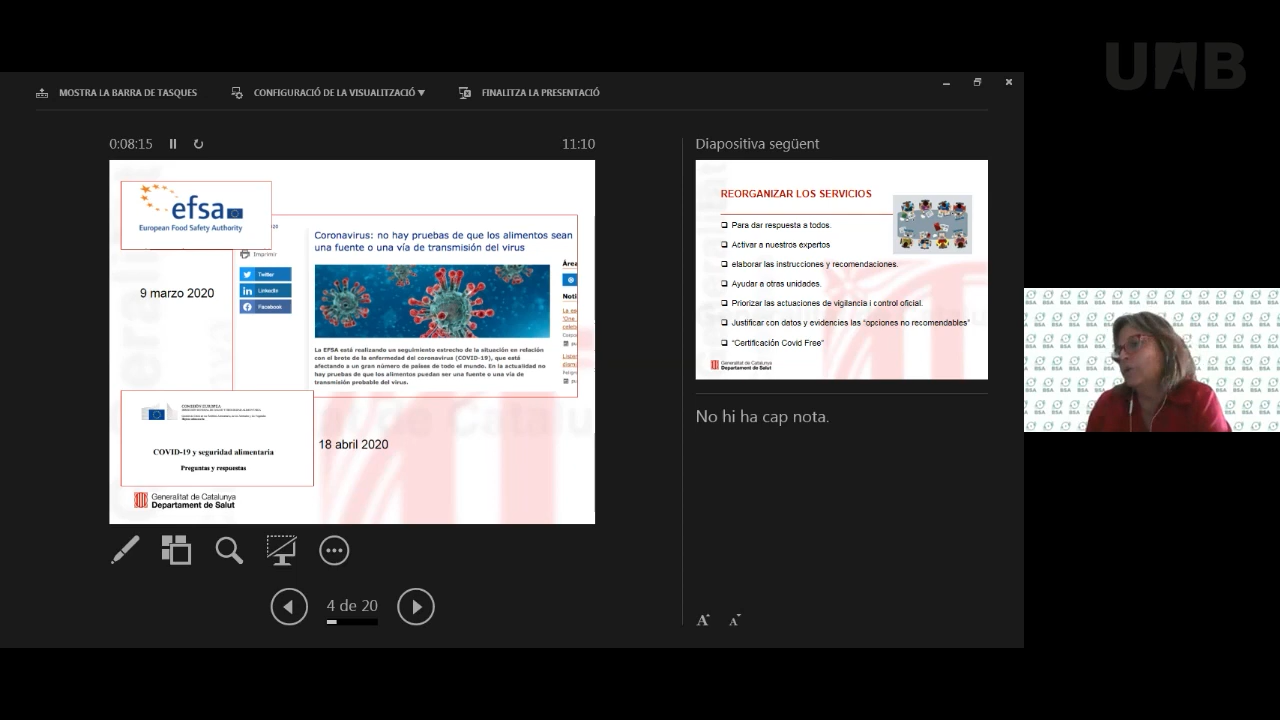 UAB
MOSTRA LA BARRA DE TASQUES
CONFIGURACIÓ DE LA VISUALITZACIÓ
FINALITZA LA PRESENTACIÓ
0:08:15
11:10
efsa
European Food Safety Authority
9 marzo 2020
Imprimir
Twitter
LinkedIn
Facebook
Coronavirus: no hay pruebas de que los alimentos sean
una fuente o una vía de transmisión del virus
La EFSA está realizando un seguimiento estrecho de la situación en relación
con el brote de la enfermedad del coronavirus (COVID-19), que está
afectando a un gran número de países de todo el mundo. En la actualidad no
hay pruebas de que los alimentos puedan ser una fuente o una vía de
transmisión probable del virus.
COMISIÓN EUROPEA
COVID-19 y seguridad alimentaria
Preguntas y respuestas
18 abril 2020
Generalitat de Catalunya
Departament de Salut
4 de 20
Diapositiva següent
REORGANIZAR LOS SERVICIOS
Para dar respuesta a todos.
Activar a nuestros expertos
elaborar las instrucciones y recomendaciones.
Ayudar a otras unidades.
Priorizar las actuaciones de vigilancia i control oficial.
Justificar con datos y evidencies las “opciones no recomendables”
“Certificación Covid Free”
Generalitat de Catalunya
Departament de Salut
No hi ha cap nota.
A A
BSA